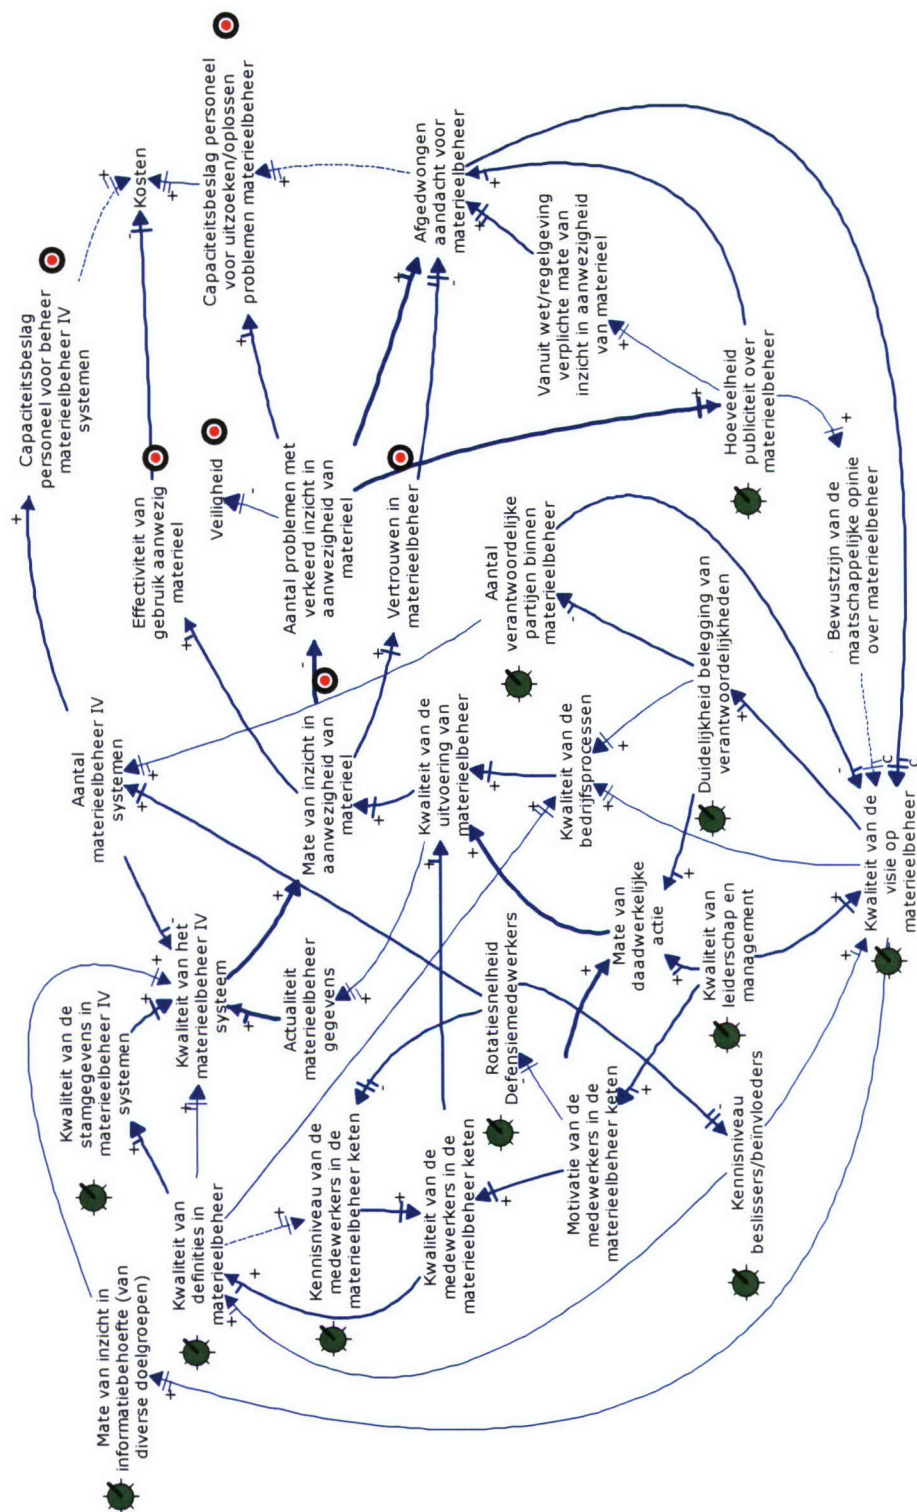 Mate van inzicht in
informatiebehoefte (van
diverse doelgroepen)
Kwaliteit van de
stamgegevens in
materieelbeheer IV
systemen
Kwaliteit van
definities in
materieelbeheer
Kwaliteit van het
materieelbeheer IV
systeem
Actualiteit
materieelbeheer
gegevens
Kennisniveau van de
medewerkers in de
materieelbeheer keten
Kwaliteit van de
medewerkers in de
materieelbeheer keten
Rotatiesnelheid
Defensiemedewerkers
Motivatie van de
medewerkers in de
materieelbeheer keten
Kennisniveau
beslissers/beinvloeders
Aantal
materieelbeheer IV
systemen
Mate van inzicht in
aanwezigheid van
materieel
Kwaliteit van de
uitvoering van
materieelbeheer
Kwaliteit van de
bedrijfsprocessen
Mate van
daadwerkelijke
actie
Kwaliteit van
leiderschap en
management
Kwaliteit van de
visie op
materieelbeheer
Duidelijkheid belegging van
verantwoordelijkheden
Aantal
verantwoordelijke
partijen binnen
materieelbeheer
Bewustzijn van de
maatschappelijke opinie
over materieelbeheer
Capaciteitsbeslag
personeel voor beheer
materieelbeheer IV
systemen
Effectiviteit van
gebruik aanwezig
materieel
Veiligheid
Aantal problemen met
verkeerd inzicht in
aanwezigheid van
materieel
Vertrouwen in
materieelbeheer
Hoeveelheid
publiciteit over
materieelbeheer
Vanuit wet/regelgeving
verplichte mate van
inzicht in aanwezigheid
van materieel
Kosten
Capaciteitsbeslag personeel
voor uitzoeken/oplossen
problemen materieelbeheer
Afgedwongen
aandacht voor
materieelbeheer
C
C